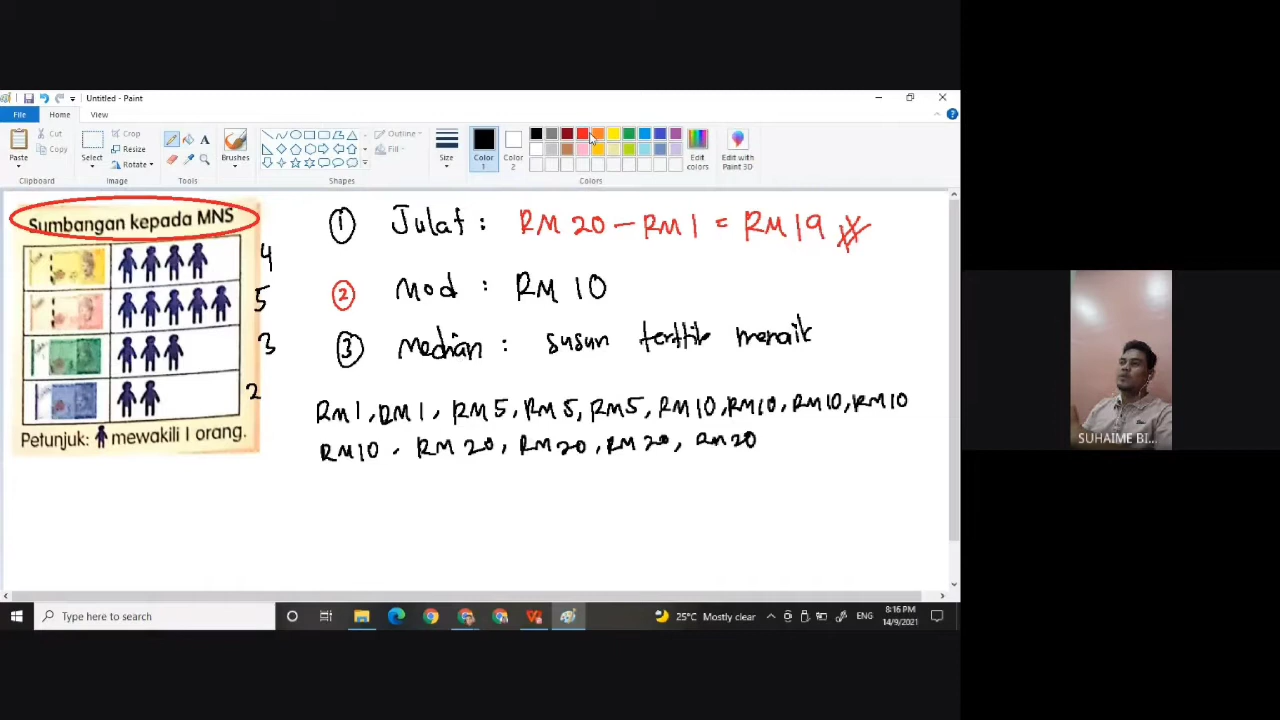 Untitled - Paint
File Home View
Paste
Cut
Copy
Clipboard
Select
Crop
Resize
Rotate
Image
Tools
Brushes
Shapes
Outline
Fill
Size
Color 1
Color 2
Colors
Edit colors
Edit with Paint 3D
Sumbangan kepada MNS
4
5
3
2
Petunjuk: mewakili 1 orang.
1 Julat : RM 20 - RM 1 = RM 19
2 Mod : RM 10
3 Median : susun menaik
RM 1, RM 1, RM 5, RM 5, RM 5, RM 10, RM 10, RM 10, RM 10
RM 10, RM 20, RM 20, RM 20, RM 20
SUHAIME BI...
Type here to search
25°C Mostly clear
ENG
8:16 PM
14/9/2021